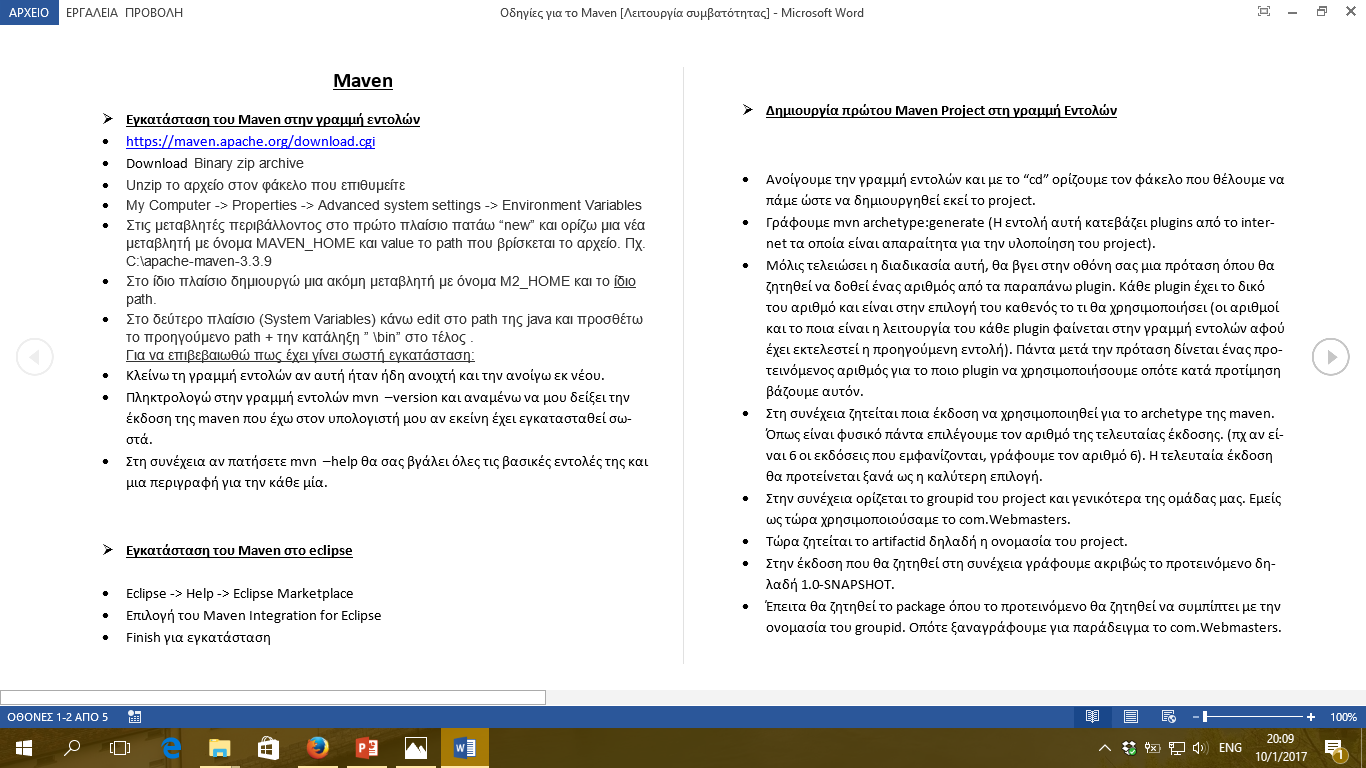 ΑΡΧΕΙΟ ΕΡΓΑΛΕΙΑ ΠΡΟΒΟΛΗ
Οδηγίες για το Maven [Λειτουργία συμβατότητας] - Microsoft Word
Maven
Εγκατάσταση του Maven στην γραμμή εντολών
https://maven.apache.org/download.cgi
Download Binary zip archive
Unzip το αρχείο στον φάκελο που επιθυμείτε
My Computer -> Properties -> Advanced system settings -> Environment Variables
Στις μεταβλητές περιβάλλοντος στο πρώτο πλαίσιο πατάω “new” και ορίζω μια νέα
μεταβλητή με όνομα MAVEN_HOME και value το path που βρίσκεται το αρχείο. Πχ.
C:\apache-maven-3.3.9
Στο ίδιο πλαίσιο δημιουργώ μια ακόμη μεταβλητή με όνομα M2_HOME και το ίδιο
path.
Στο δεύτερο πλαίσιο (System Variables) κάνω edit στο path της java και προσθέτω
το προηγούμενο path + την κατάληξη ” \bin” στο τέλος .
Για να επιβεβαιωθώ πως έχει γίνει σωστή εγκατάσταση:
Κλείνω τη γραμμή εντολών αν αυτή ήταν ήδη ανοιχτή και την ανοίγω εκ νέου.
Πληκτρολογώ στην γραμμή εντολών mvn –version και αναμένω να μου δείξει την
έκδοση της maven που έχω στον υπολογιστή μου αν εκείνη έχει εγκατασταθεί σω-
στά.
Στη συνέχεια αν πατήσετε mvn –help θα σας βγάλει όλες τις βασικές εντολές της και
μια περιγραφή για την κάθε μία.
Εγκατάσταση του Maven στο eclipse
Eclipse -> Help -> Eclipse Marketplace
Επιλογή του Maven Integration for Eclipse
Finish για εγκατάσταση
Δημιουργία πρώτου Maven Project στη γραμμή Εντολών
Ανοίγουμε την γραμμή εντολών και με το “cd” ορίζουμε τον φάκελο που θέλουμε να
πάμε ώστε να δημιουργηθεί εκεί το project.
Γράφουμε mvn archetype:generate (Η εντολή αυτή κατεβάζει plugins από το inter-
net τα οποία είναι απαραίτητα για την υλοποίηση του project).
Μόλις τελειώσει η διαδικασία αυτή, θα βγει στην οθόνη σας μια πρόταση όπου θα
ζητηθεί να δοθεί ένας αριθμός από τα παραπάνω plugin. Κάθε plugin έχει το δικό
του αριθμό και είναι στην επιλογή του καθενός το τι θα χρησιμοποιήσει (οι αριθμοί
και το ποια είναι η λειτουργία του κάθε plugin φαίνεται στην γραμμή εντολών αφού
έχει εκτελεστεί η προηγούμενη εντολή). Πάντα μετά την πρόταση δίνεται ένας προ-
τεινόμενος αριθμός για το ποιο plugin να χρησιμοποιήσουμε οπότε κατά προτίμηση
βάζουμε αυτόν.
Στη συνέχεια ζητείται ποια έκδοση να χρησιμοποιηθεί για το archetype της maven.
Όπως είναι φυσικό πάντα επιλέγουμε τον αριθμό της τελευταίας έκδοσης. (πχ αν εί-
ναι 6 οι εκδόσεις που εμφανίζονται, γράφουμε τον αριθμό 6). Η τελευταία έκδοση
θα προτείνεται ξανά ως η καλύτερη επιλογή.
Στην συνέχεια ορίζεται το groupid του project και γενικότερα της ομάδας μας. Εμείς
ως τώρα χρησιμοποιούσαμε το com.Webmasters.
Τώρα ζητείται το artifactid δηλαδή η ονομασία του project.
Στην έκδοση που θα ζητηθεί στη συνέχεια γράφουμε ακριβώς το προτεινόμενο δη-
λαδή 1.0-SNAPSHOT.
Έπειτα θα ζητηθεί το package όπου το προτεινόμενο θα ζητηθεί να συμπίπτει με την
ονομασία του groupid. Οπότε ξαναγράφουμε για παράδειγμα το com.Webmasters.
ΟΘΟΝΕΣ 1-2 ΑΠΟ 5
100%
ENG
20:09
10/1/2017
1